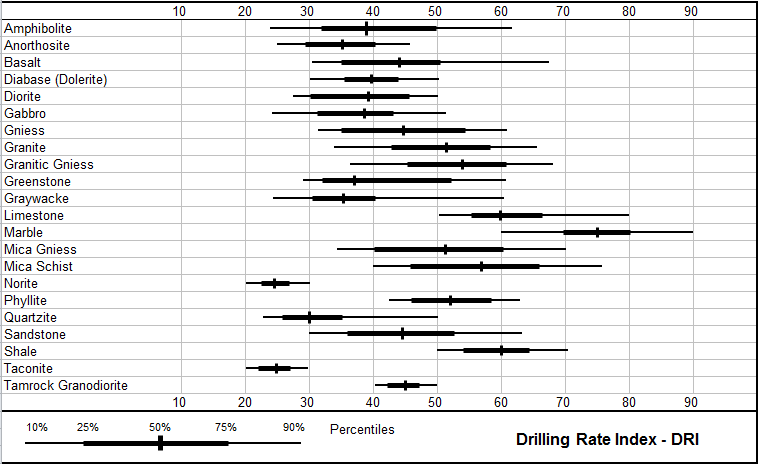 10 20 30 40 50 60 70 80 90
Amphibolite
Anorthosite
Basalt
Diabase (Dolerite)
Diorite
Gabbro
Gniess
Granite
Granitic Gniess
Greenstone
Graywacke
Limestone
Marble
Mica Gniess
Mica Schist
Norite
Phyllite
Quartzite
Sandstone
Shale
Taconite
Tamrock Granodiorite
10 20 30 40 50 60 70 80 90
10% 25% 50% 75% 90% Percentiles
Drilling Rate Index - DRI